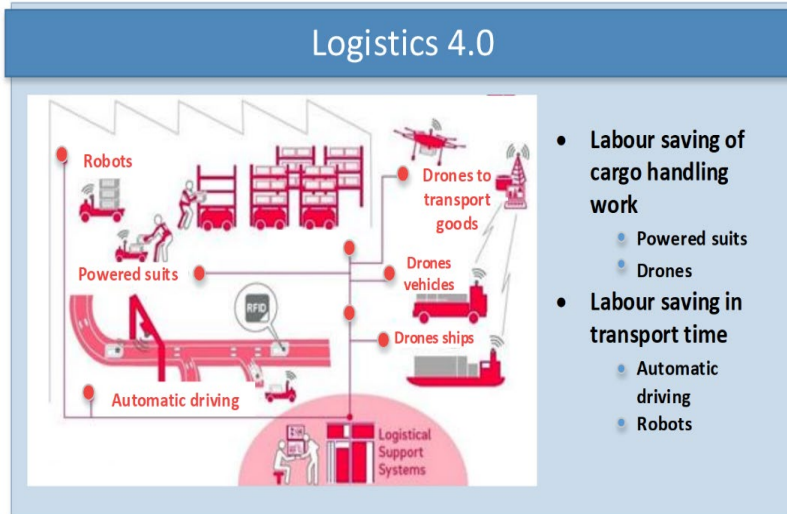 Logistics 4.0
Robots
Drones to
transport
goods
Powered suits
Drones
vehicles
RFID
Drones ships
Automatic driving
Logistical
Support
Systems
• Labour saving of
cargo handling
work
• Powered suits
• Drones
• Labour saving in
transport time
• Automatic
driving
• Robots